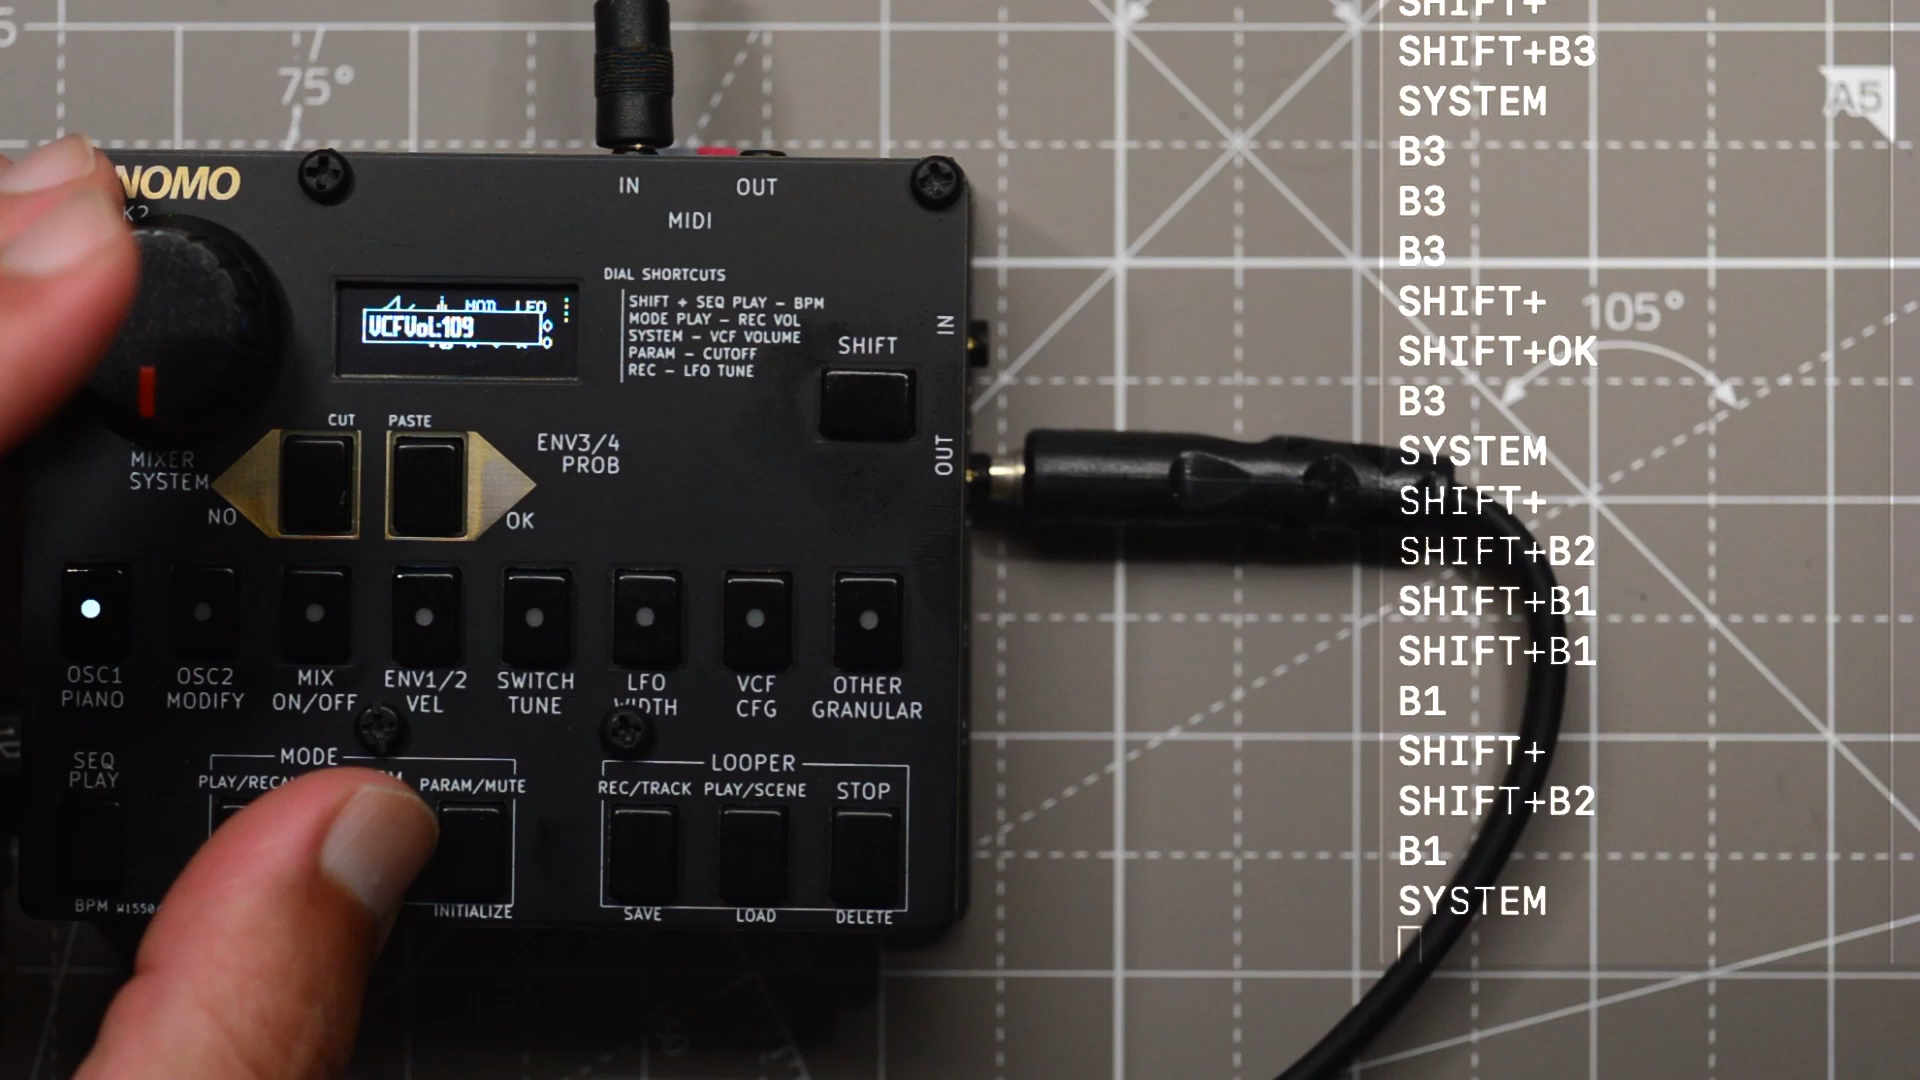 75°
A5
NOMO
IN
OUT
MIDI
DIAL SHORTCUTS
SHIFT + SEQ PLAY - BPM
MODE PLAY - REC VOL
SYSTEM - VCF VOLUME
PARAM - CUTOFF
REC - LFO TUNE
VCFVol:109
SHIFT
IN
OUT
CUT
PASTE
MIXER
SYSTEM
ENV3/4
PROB
NO
OK
OSC1
PIANO
OSC2
MODIFY
MIX
ON/OFF
ENV1/2
VEL
SWITCH
TUNE
LFO
WIDTH
VCF
CFG
OTHER
GRANULAR
SEQ
PLAY
MODE
PARAM/MUTE
INITIALIZE
LOOPER
REC/TRACK
PLAY/SCENE
STOP
SAVE
LOAD
DELETE
BPM
105°
SHIFT+
SHIFT+B3
SYSTEM
B3
B3
B3
SHIFT+
SHIFT+OK
B3
SYSTEM
SHIFT+
SHIFT+B2
SHIFT+B1
SHIFT+B1
B1
SHIFT+
SHIFT+B2
B1
SYSTEM